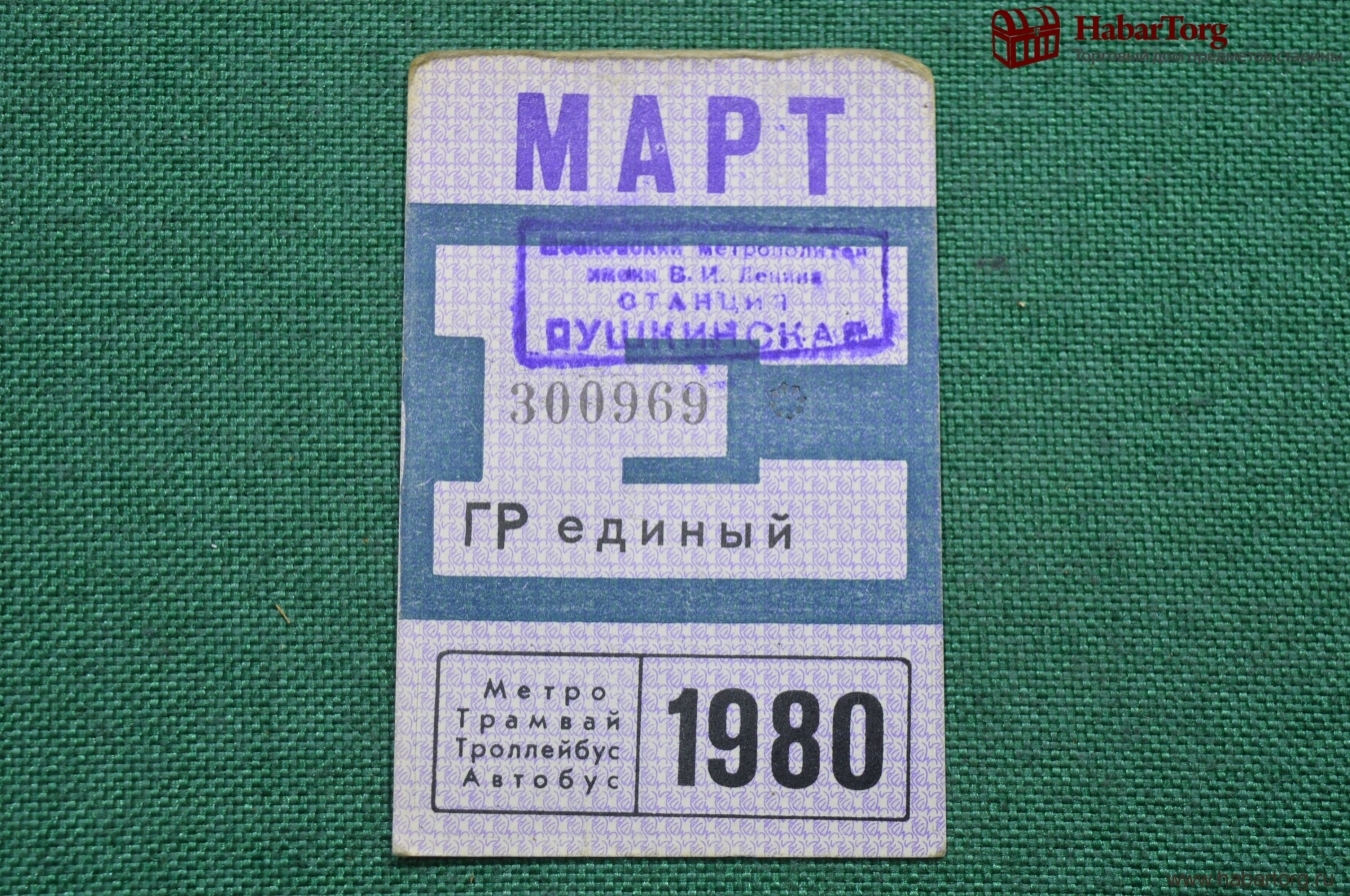 HabarTorg
МАРТ
Московский метрополитен
имени В. И. Ленина
СТАНЦИЯ
ПУШКИНСКАЯ
300969
ГР единый
Метро
Трамвай
Троллейбус
Автобус
1980